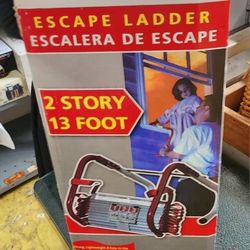 ESCAPE LADDER
ESCALERA DE ESCAPE
2 STORY
13 FOOT